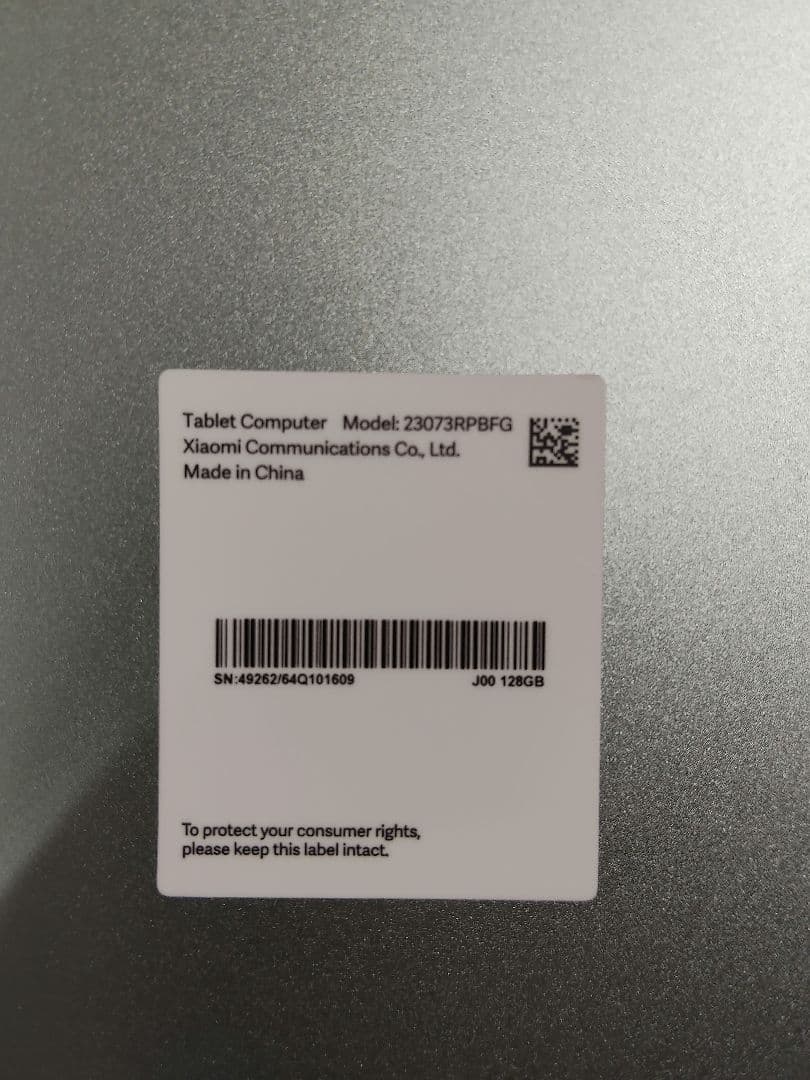 Tablet Computer Model: 23073RPBFG
Xiaomi Communications Co., Ltd.
Made in China
SN:49262/64Q101609 J00 128GB
To protect your consumer rights,
please keep this label intact.